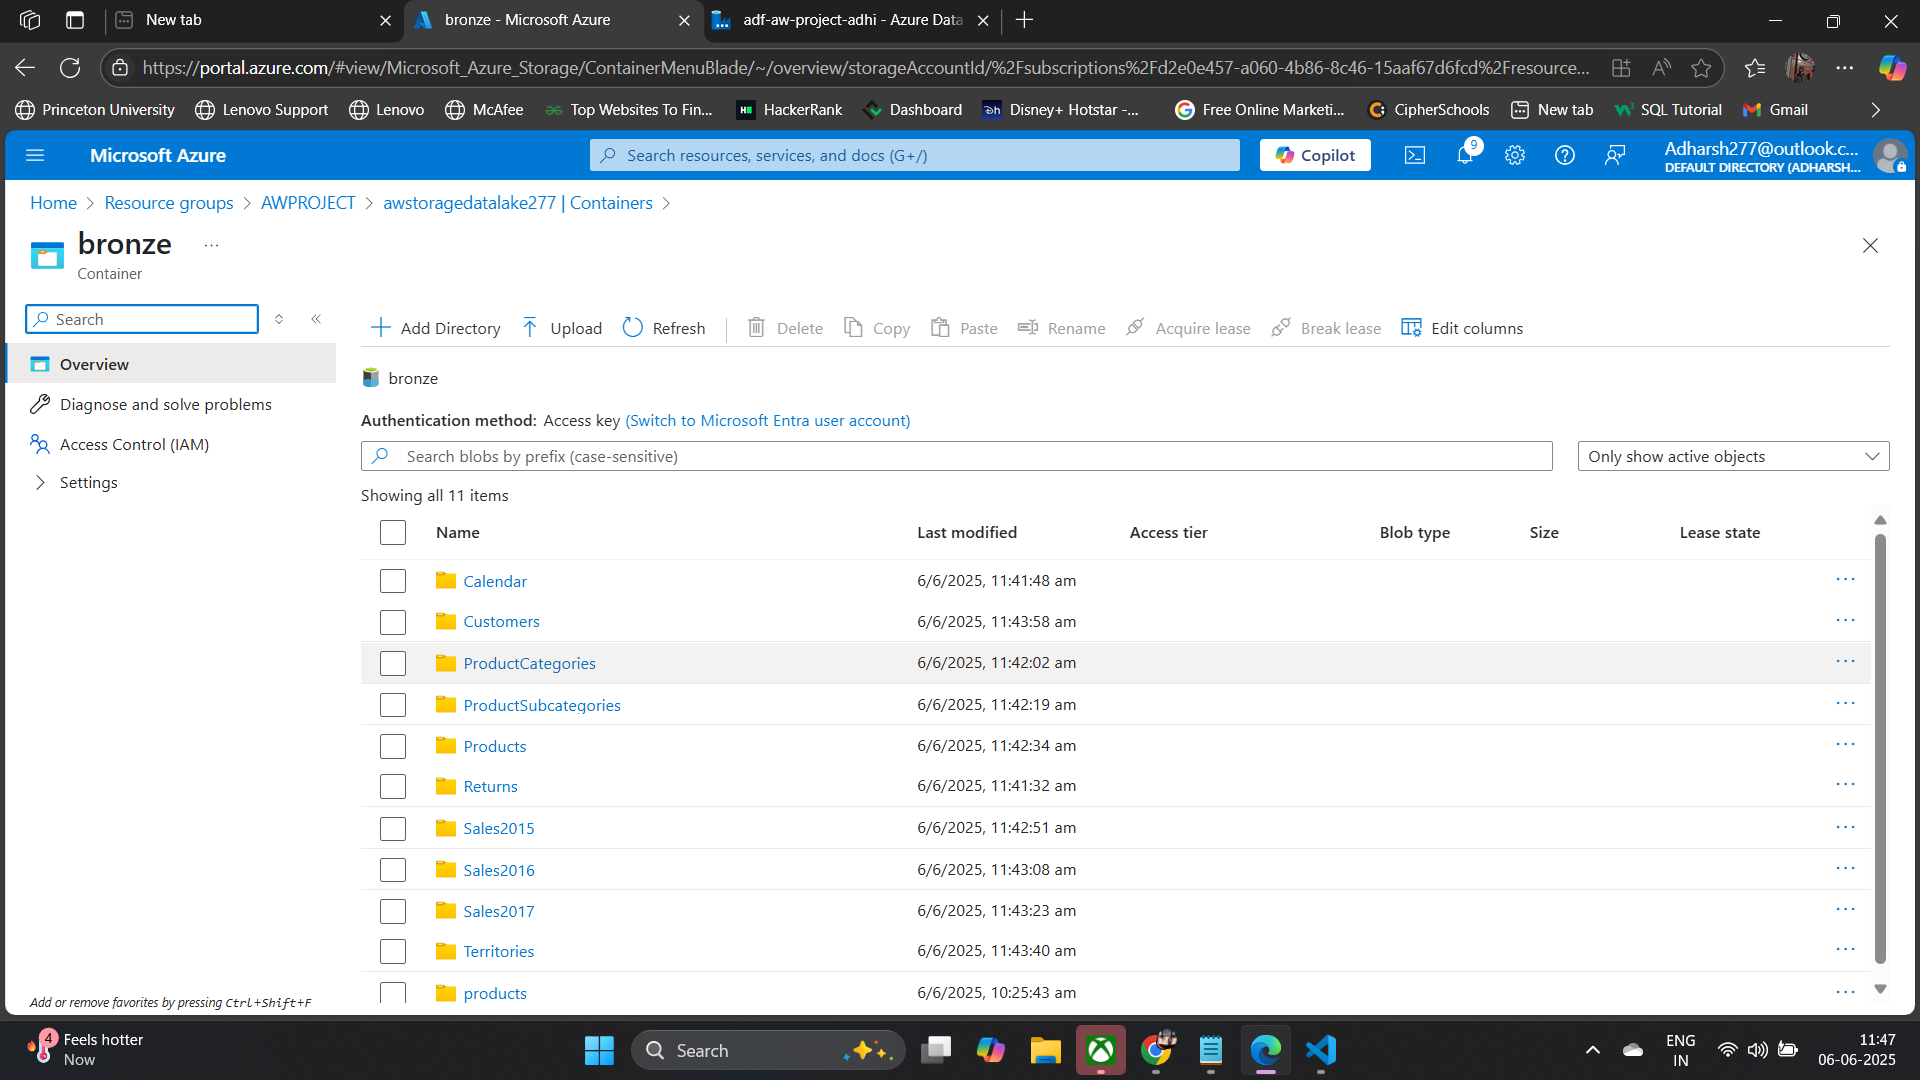 New tab
bronze - Microsoft Azure
adf-aw-project-adhi - Azure Data
https://portal.azure.com/#view/Microsoft_Azure_Storage/ContainerMenuBlade/~/overview/storageAccountId/%2Fsubscriptions%2Fd2e0e457-a060-4b86-8c46-15aaf67d6fcd%2Fresource...
Princeton University
Lenovo Support
Lenovo
McAfee
Top Websites To Fin...
HackerRank
Dashboard
Disney+ Hotstar -...
Free Online Marketi...
CipherSchools
New tab
SQL Tutorial
Gmail
Microsoft Azure
Search resources, services, and docs (G+/)
Copilot
9
Adharsh277@outlook.c...
DEFAULT DIRECTORY (ADHARSH...
Home > Resource groups > AWPROJECT > awstoragedatalake277 | Containers >
bronze ...
Container
Search
Overview
Diagnose and solve problems
Access Control (IAM)
Settings
Add or remove favorites by pressing Ctrl+Shift+F
Add Directory
Upload
Refresh
Delete
Copy
Paste
Rename
Acquire lease
Break lease
Edit columns
bronze
Authentication method: Access key (Switch to Microsoft Entra user account)
Search blobs by prefix (case-sensitive)
Only show active objects
Showing all 11 items
Name Last modified Access tier Blob type Size Lease state
Calendar 6/6/2025, 11:41:48 am ...
Customers 6/6/2025, 11:43:58 am ...
ProductCategories 6/6/2025, 11:42:02 am ...
ProductSubcategories 6/6/2025, 11:42:19 am ...
Products 6/6/2025, 11:42:34 am ...
Returns 6/6/2025, 11:41:32 am ...
Sales2015 6/6/2025, 11:42:51 am ...
Sales2016 6/6/2025, 11:43:08 am ...
Sales2017 6/6/2025, 11:43:23 am ...
Territories 6/6/2025, 11:43:40 am ...
products 6/6/2025, 10:25:43 am ...
4
Feels hotter
Now
Search
ENG
IN
11:47
06-06-2025